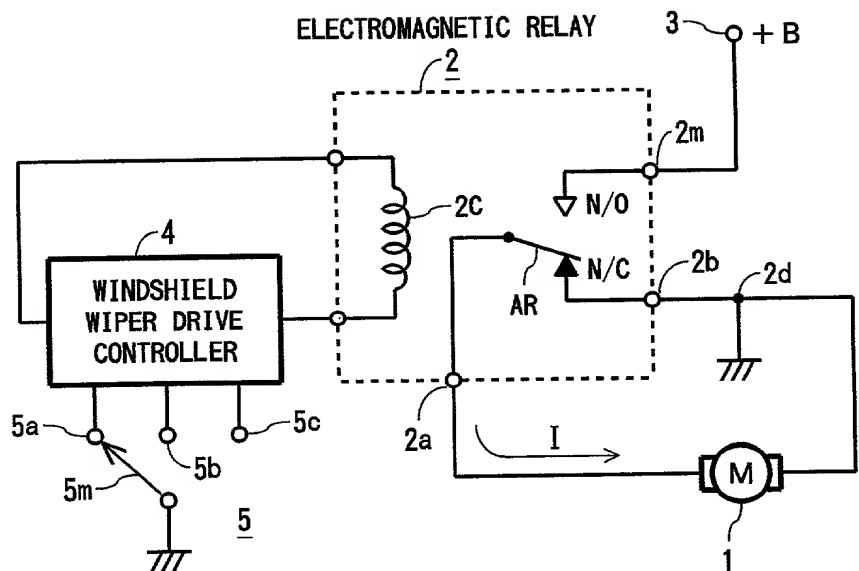 ELECTROMAGNETIC RELAY
3
+B
2
2m
2C
N/O
4
N/C
2b
2d
WINDSHIELD
WIPER DRIVE
CONTROLLER
AR
5a
5b
5c
2a
I
5m
5
M
1